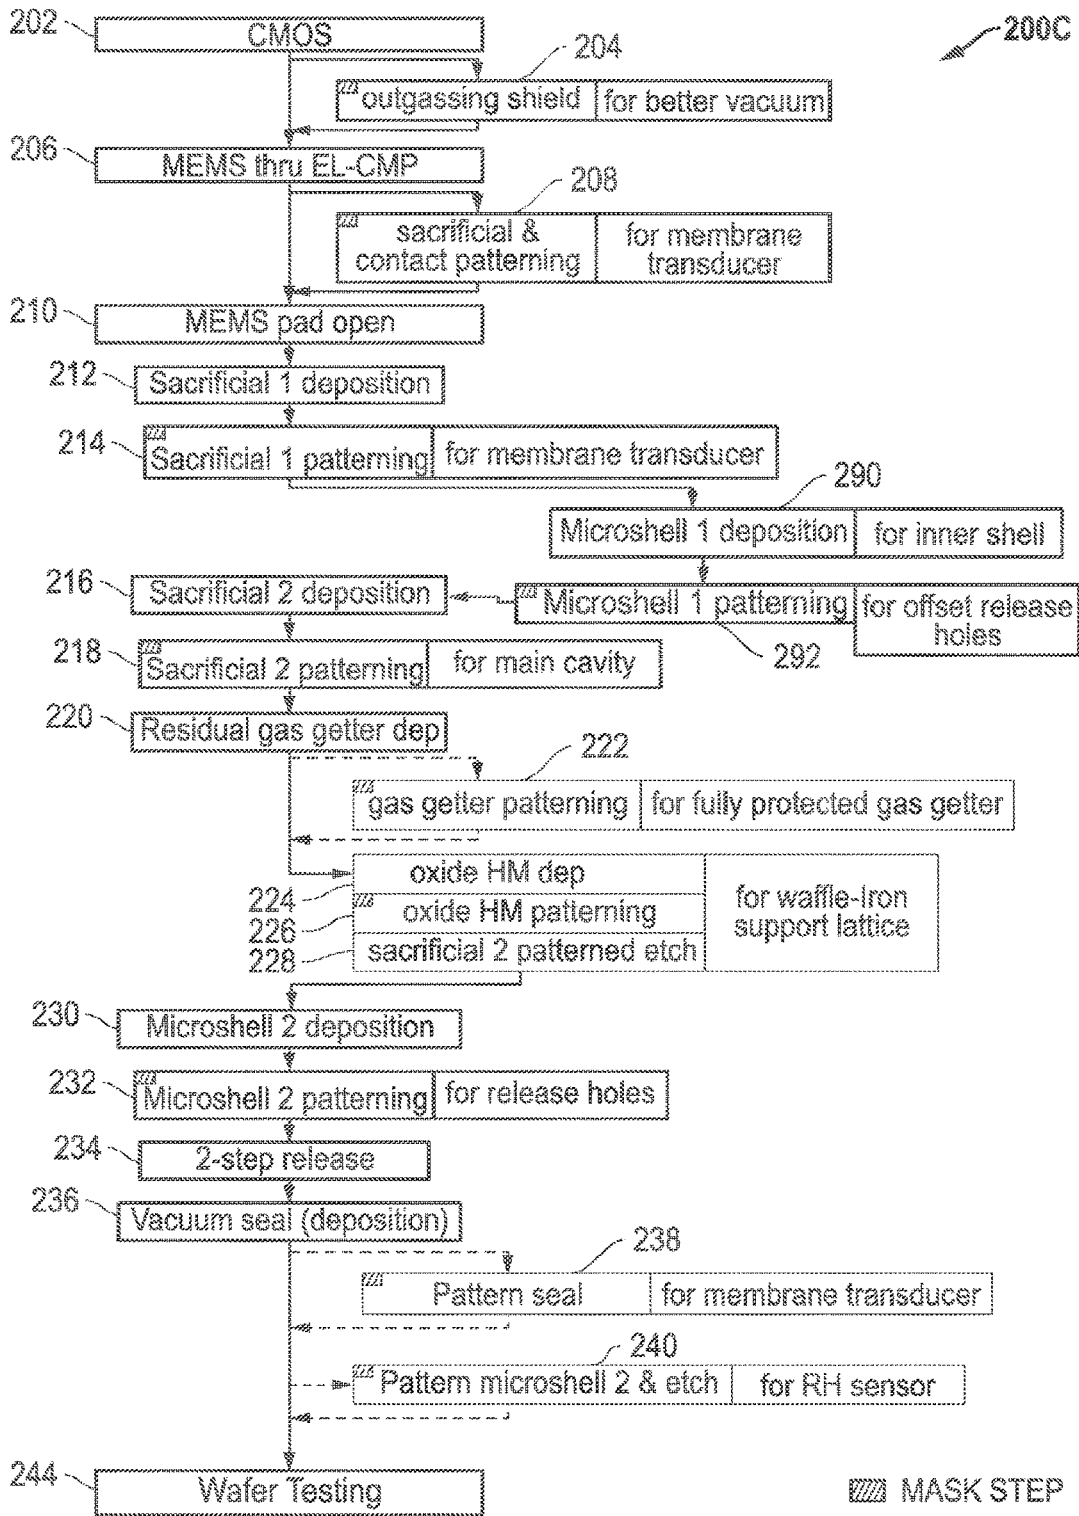 202
CMOS
200C
204
outgassing shield
for better vacuum
206
MEMS thru EL-CMP
208
sacrificial &
contact patterning
for membrane
transducer
210
MEMS pad open
212
Sacrificial 1 deposition
214
Sacrificial 1 patterning
for membrane transducer
290
Microshell 1 deposition
for inner shell
216
Sacrificial 2 deposition
Microshell 1 patterning
for offset release
holes
292
218
Sacrificial 2 patterning
for main cavity
220
Residual gas getter dep
222
gas getter patterning
for fully protected gas getter
224
oxide HM dep
226
oxide HM patterning
228
sacrificial 2 patterned etch
for waffle-Iron
support lattice
230
Microshell 2 deposition
232
Microshell 2 patterning
for release holes
234
2-step release
236
Vacuum seal (deposition)
238
Pattern seal
for membrane transducer
240
Pattern microshell 2 & etch
for RH sensor
244
Wafer Testing
MASK STEP